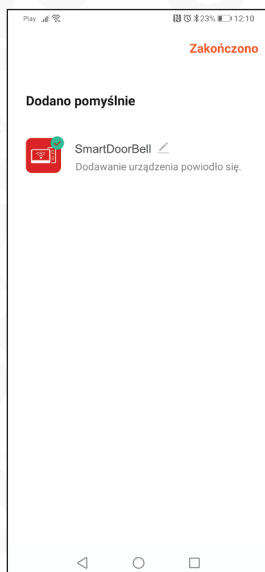 Play 23% 12:10
Zakończono
Dodano pomyślnie
SmartDoorBell
Dodawanie urządzenia powiodło się.